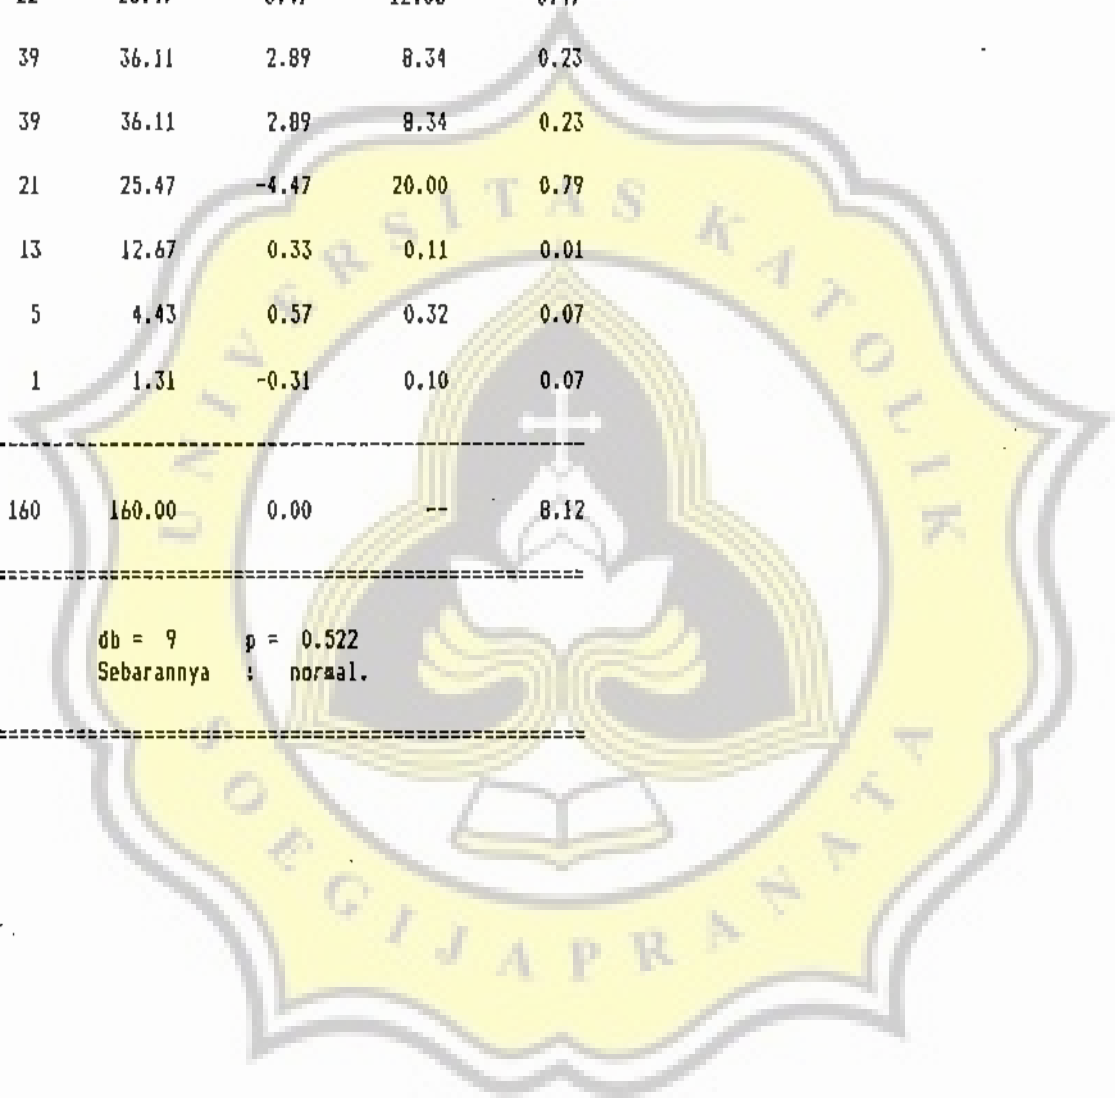 39 36.11 2.89 8.34 0.23
39 36.11 2.89 8.34 0.23
21 25.47 -4.47 20.00 0.79
13 12.67 0.33 0.11 0.01
5 4.43 0.57 0.32 0.07
1 1.31 -0.31 0.10 0.07
160 160.00 0.00 -- 8.12
db = 9 p = 0.522
Sebarannya : normal.
UNIVERSITAS KATOLIK
SOEGIJAPRANATA